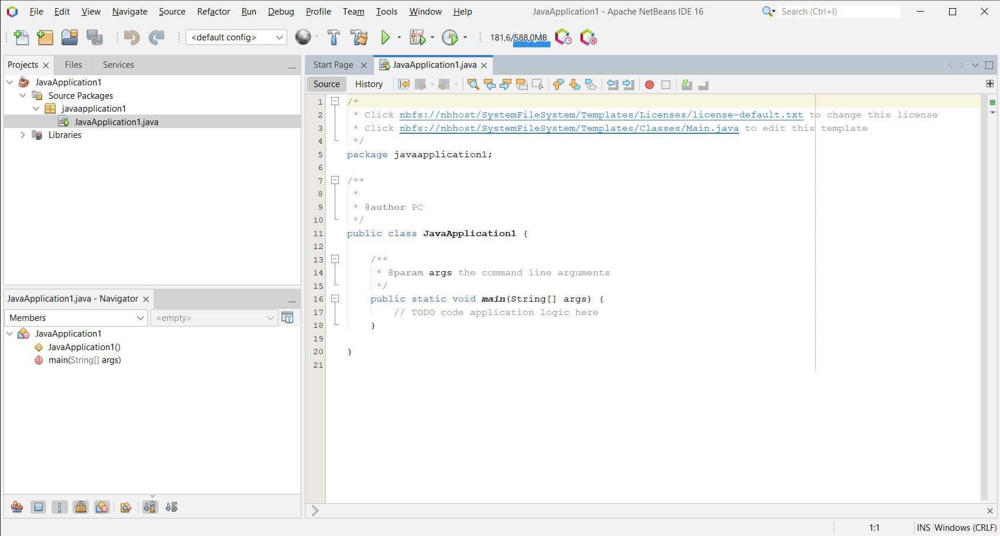 File Edit View Navigate Source Refactor Run Debug Profile Team Tools Window Help JavaApplication1 - Apache NetBeans IDE 16 Search (Ctrl+I)
<default config> 181,6/588,0MB
Projects Files Services
JavaApplication1
Source Packages
javaapplication1
JavaApplication1.java
Libraries
JavaApplication1.java - Navigator
Members <empty>
JavaApplication1
JavaApplication1()
main(String[] args)
Start Page JavaApplication1.java
Source History
1 /*
2 * Click nbfs://nbhost/SystemFileSystem/Templates/Licenses/license-default.txt to change this license
3 * Click nbfs://nbhost/SystemFileSystem/Templates/Classes/Main.java to edit this template
4 */
5 package javaapplication1;
6
7 /**
8 *
9 * @author PC
10 */
11 public class JavaApplication1 {
12
13 /**
14 * @param args the command line arguments
15 */
16 public static void main(String[] args) {
17 // TODO code application logic here
18 }
19
20 }
21
1:1 INS Windows (CRLF)